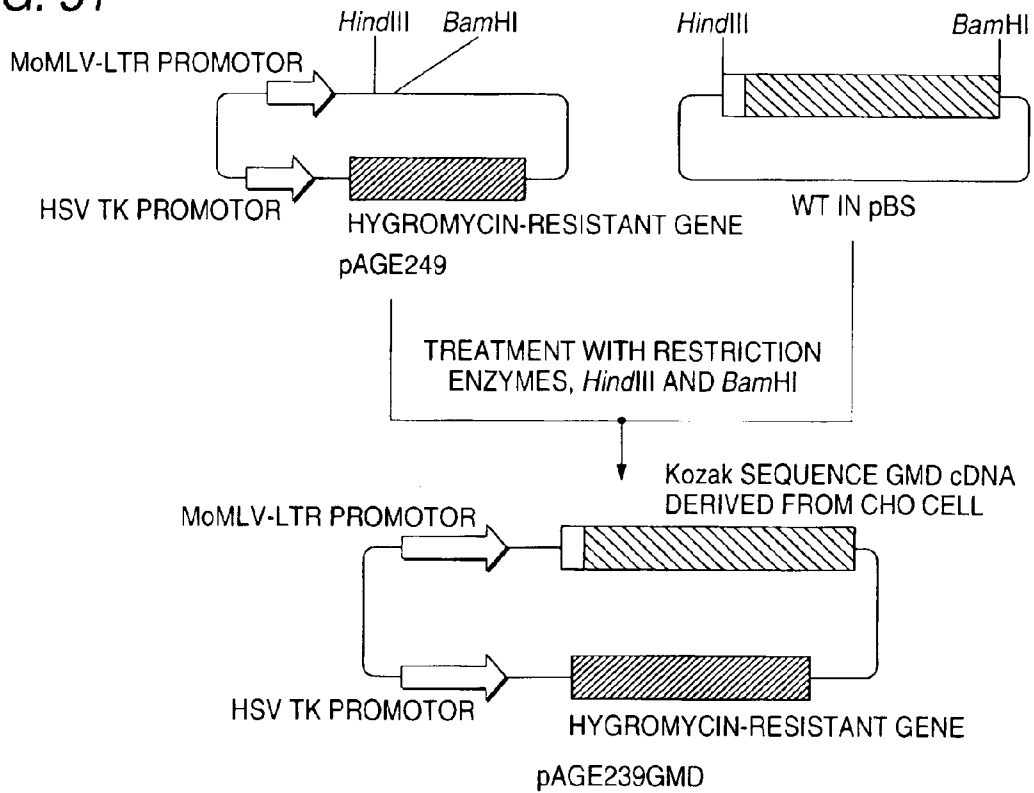 HindIII BamHI HindIII BamHI
MoMLV-LTR PROMOTOR
HSV TK PROMOTOR
HYGROMYCIN-RESISTANT GENE
pAGE249
WT IN pBS
TREATMENT WITH RESTRICTION
ENZYMES, HindIII AND BamHI
Kozak SEQUENCE GMD cDNA
DERIVED FROM CHO CELL
MoMLV-LTR PROMOTOR
HSV TK PROMOTOR
HYGROMYCIN-RESISTANT GENE
pAGE239GMD